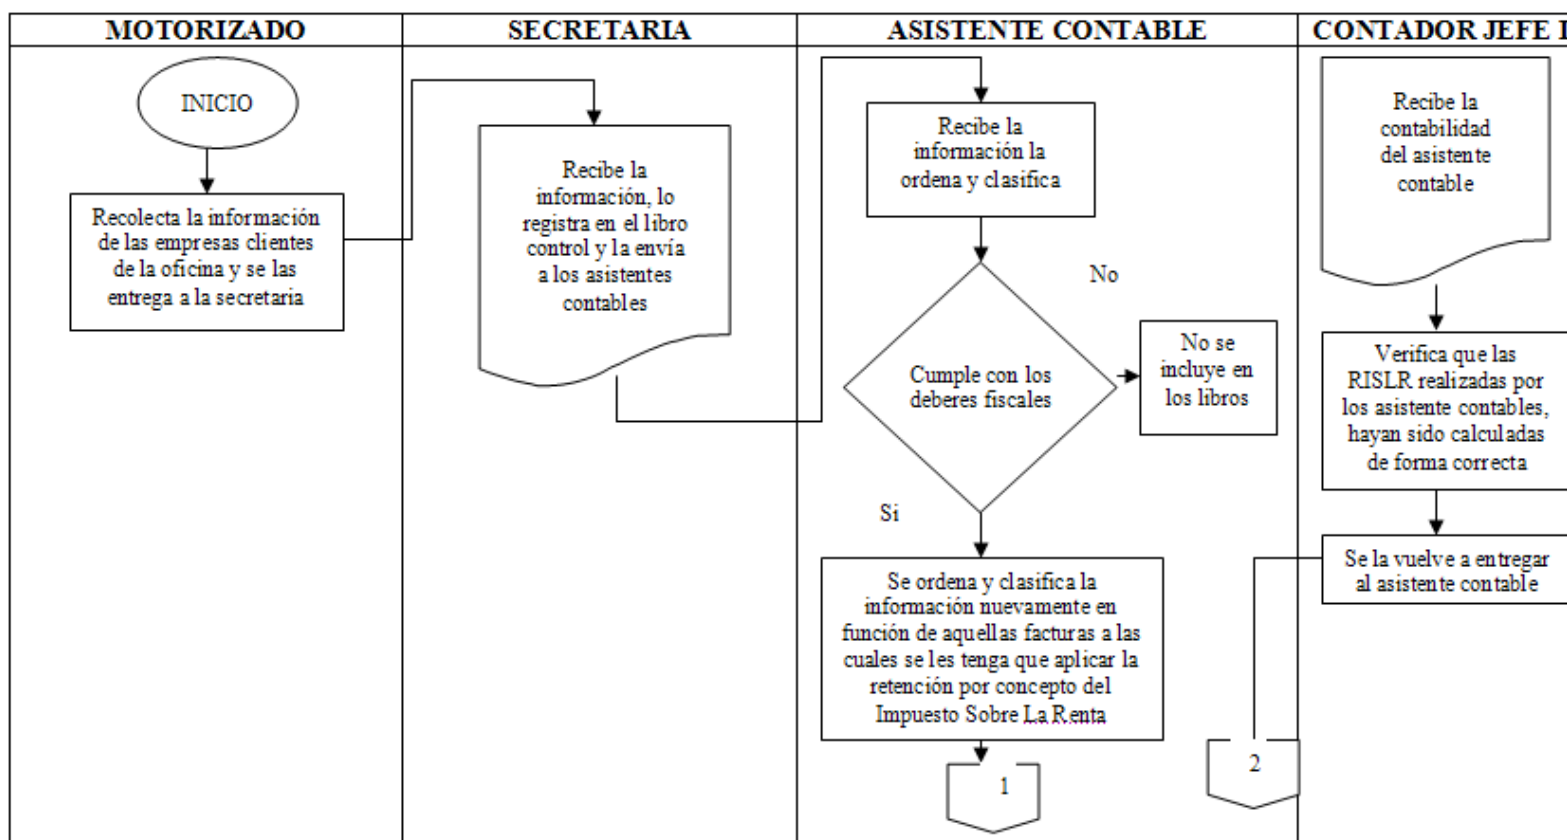 MOTORIZADO
SECRETARIA
ASISTENTE CONTABLE
CONTADOR JEFE
INICIO
Recolecta la información
de las empresas clientes
de la oficina y se las
entrega a la secretaria
Recibe la
información, lo
registra en el libro
control y la envía
a los asistentes
contables
Recibe la
información la
ordena y clasifica
No
Cumple con los
deberes fiscales
No se
incluye en
los libros
Si
Se ordena y clasifica la
información nuevamente en
función de aquellas facturas a las
cuales se les tenga que aplicar la
retención por concepto del
Impuesto Sobre La Renta
1
Recibe la
contabilidad
del asistente
contable
Verifica que las
RISLR realizadas por
los asistente contables,
hayan sido calculadas
de forma correcta
Se la vuelve a entregar
al asistente contable
2